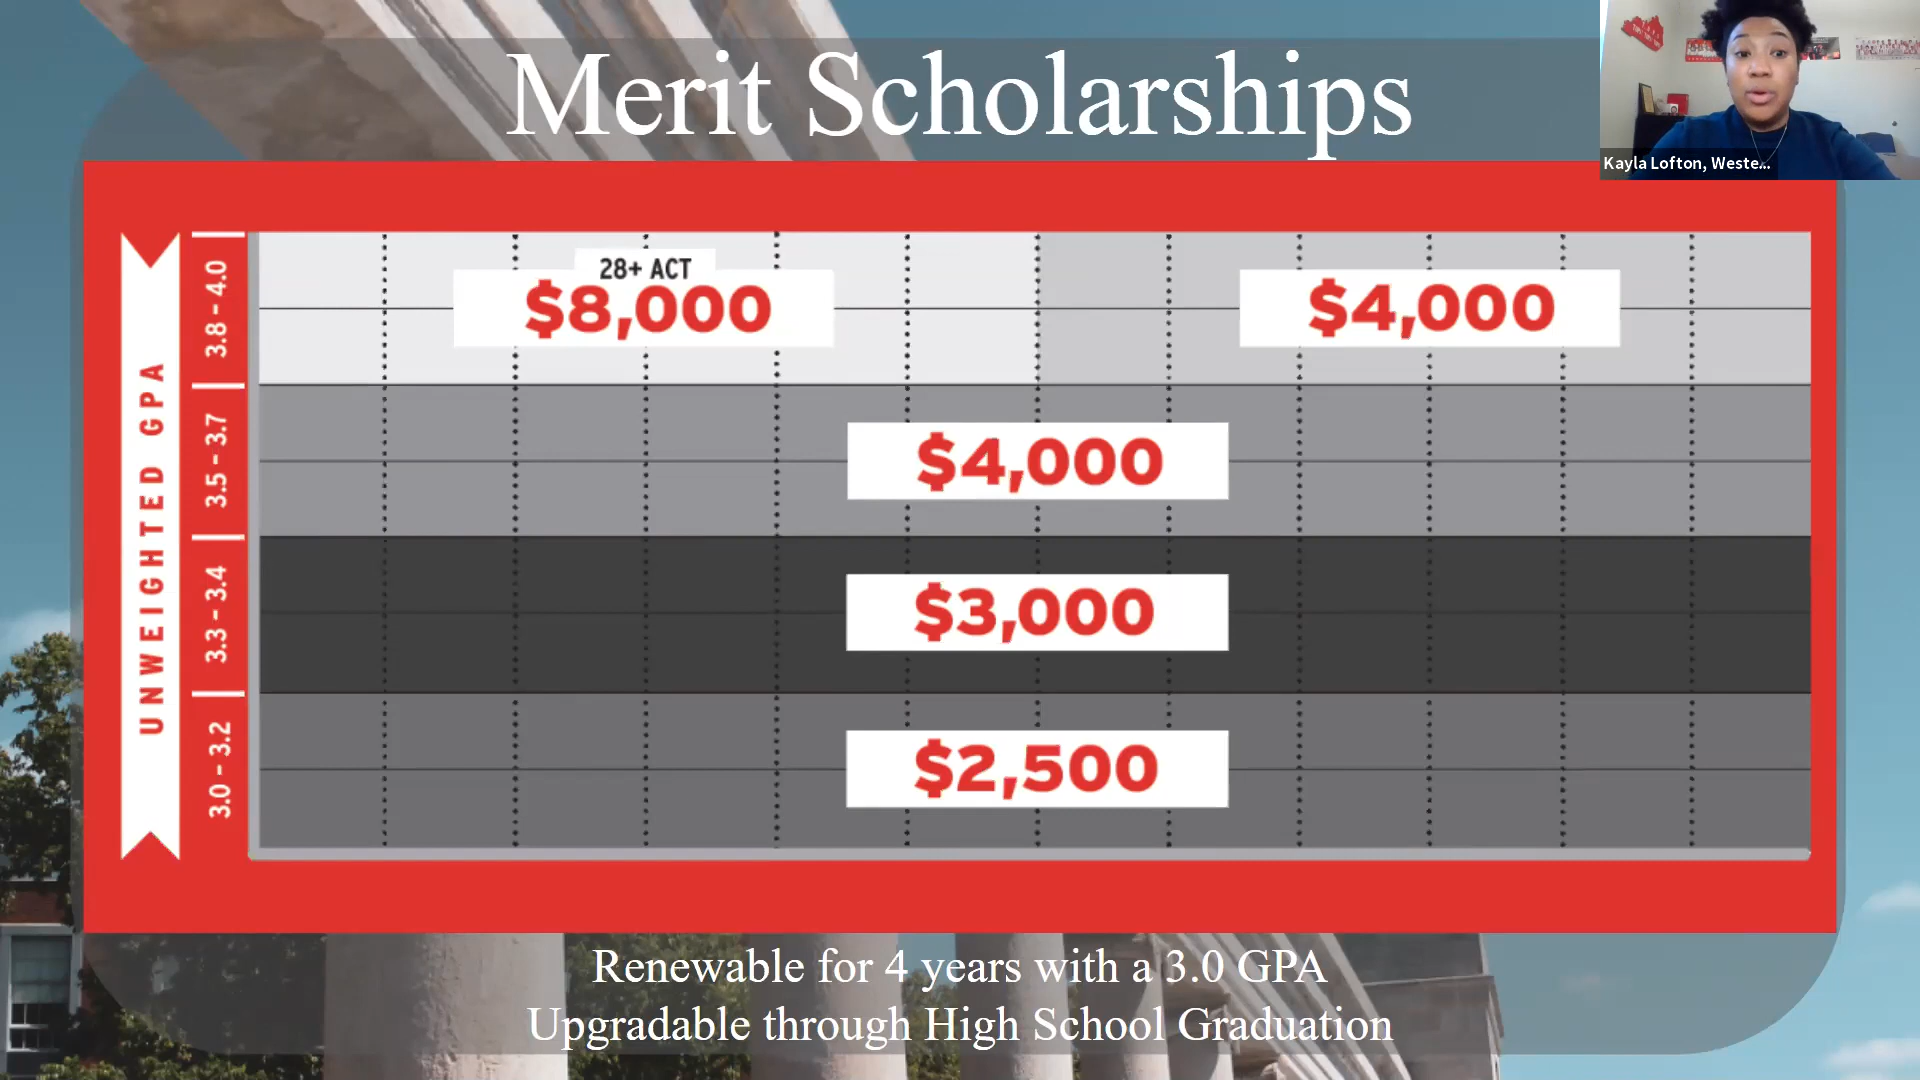 Merit Scholarships
Kayla Lofton, Weste...
UNWEIGHTED GPA
3.8 – 4.0
28+ ACT
$8,000
$4,000
3.5 – 3.7
$4,000
3.3 – 3.4
$3,000
3.0 – 3.2
$2,500
Renewable for 4 years with a 3.0 GPA
Upgradable through High School Graduation